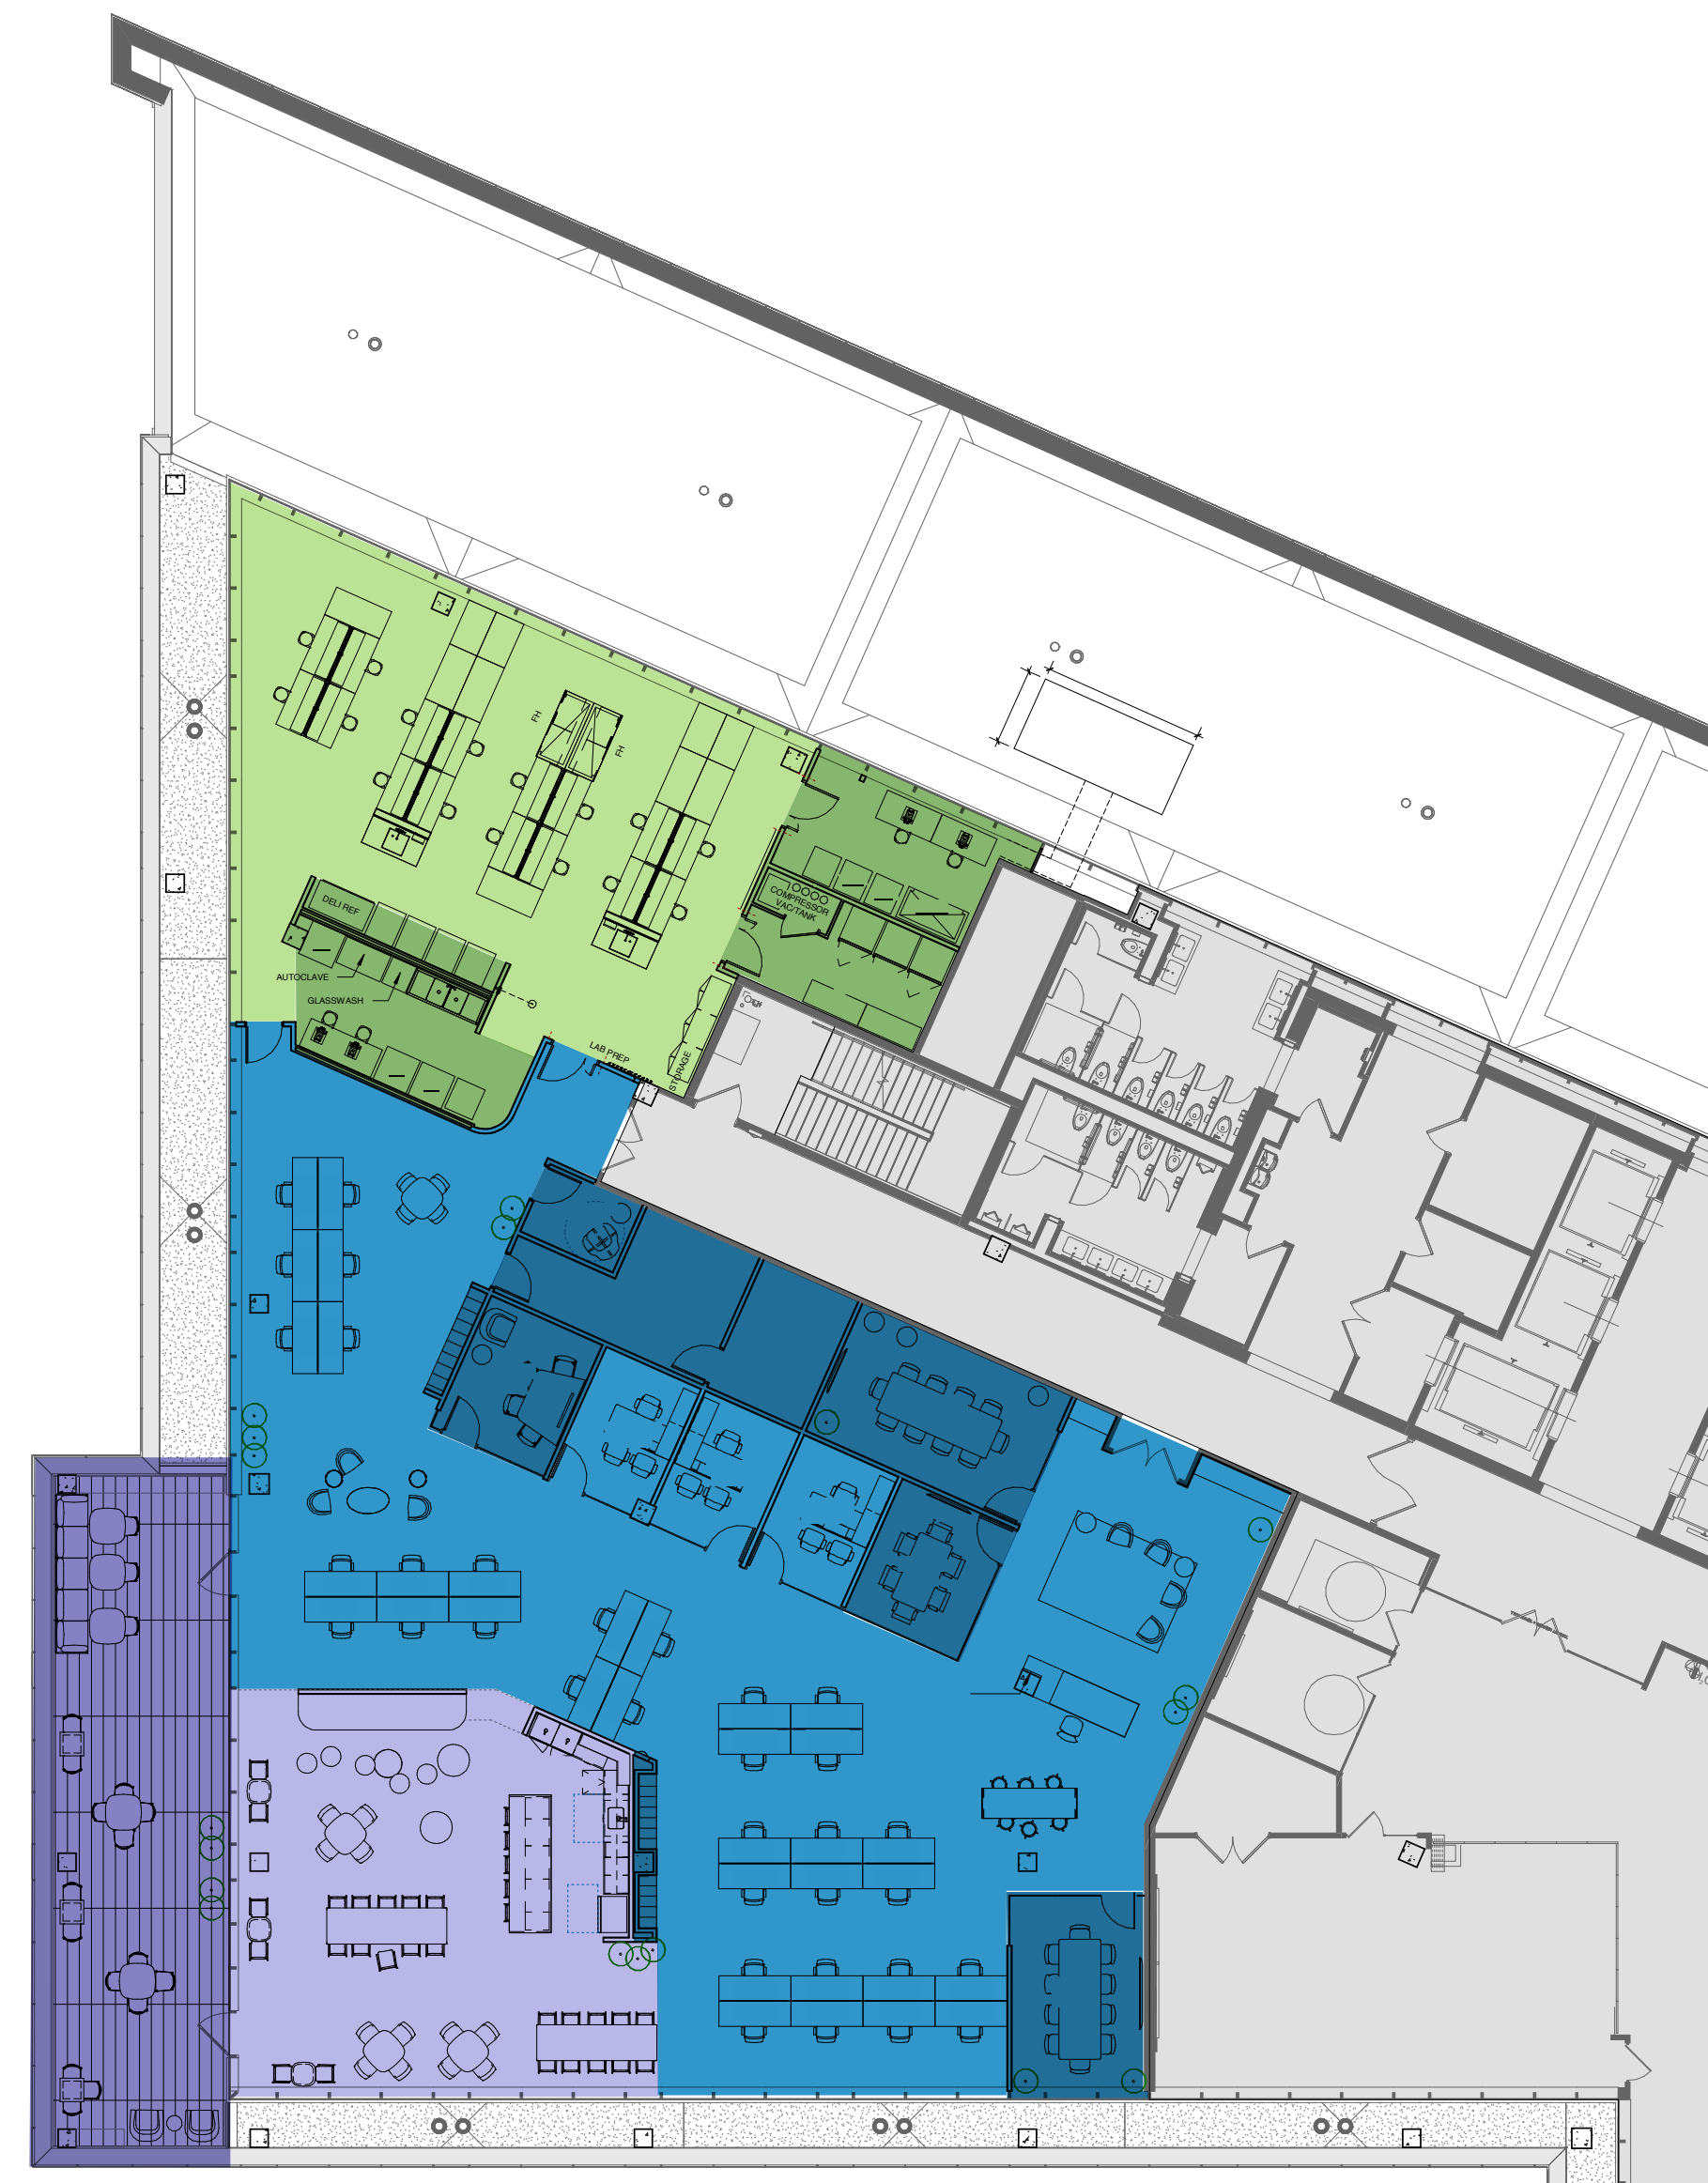 FH
FH
DELI REF
COMPRESSOR
VAC/TANK
AUTOCLAVE
GLASSWASH
LAB PREP
STORAGE